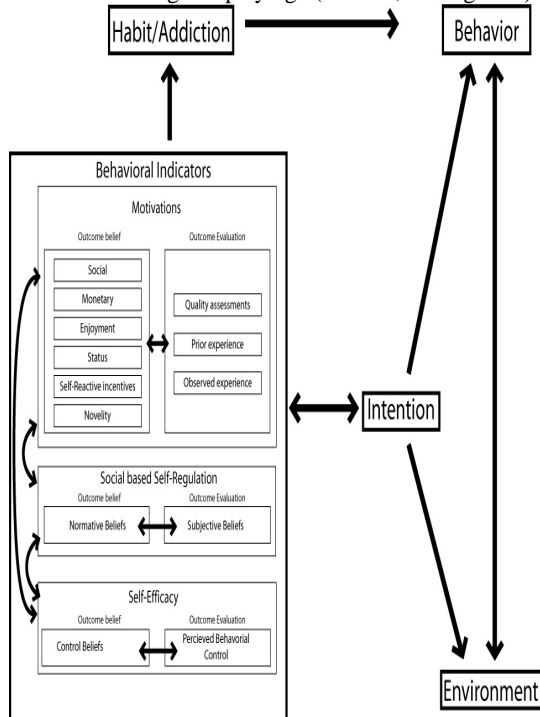 Habit/Addiction
Behavior
Behavioral Indicators
Motivations
Outcome belief
Outcome Evaluation
Social
Monetary
Enjoyment
Status
Self-Reactive incentives
Novelity
Quality assessments
Prior experience
Observed experience
Intention
Social based Self-Regulation
Outcome belief
Outcome Evaluation
Normative Beliefs
Subjective Beliefs
Self-Efficacy
Outcome belief
Outcome Evaluation
Control Beliefs
Percieved Behavorial
Control
Environment